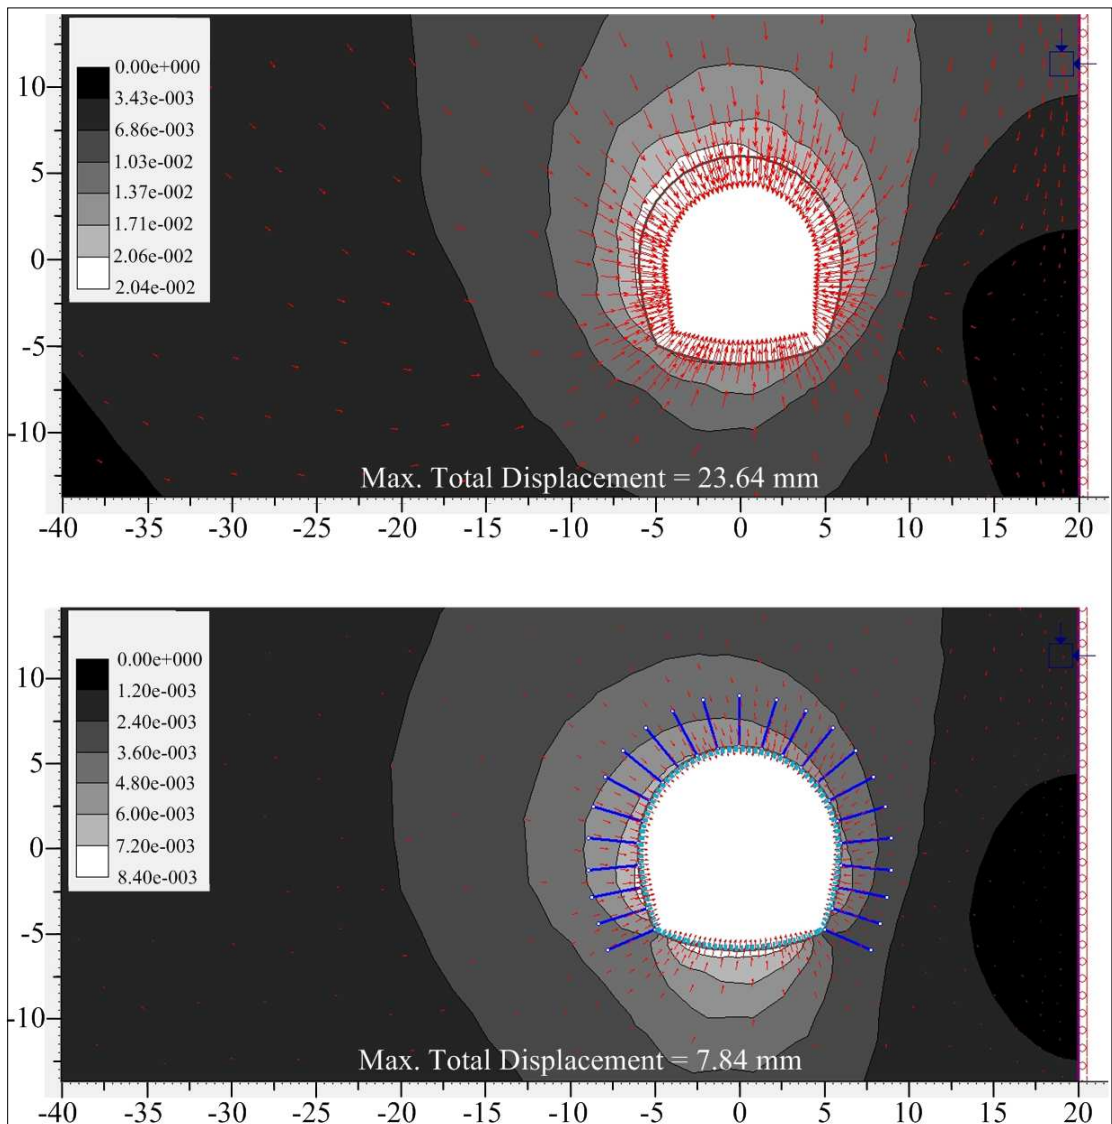 0.00e+000
3.43e-003
6.86e-003
1.03e-002
1.37e-002
1.71e-002
2.06e-002
2.04e-002
10
5
0
-5
-10
Max. Total Displacement = 23.64 mm
-40 -35 -30 -25 -20 -15 -10 -5 0 5 10 15 20
0.00e+000
1.20e-003
2.40e-003
3.60e-003
4.80e-003
6.00e-003
7.20e-003
8.40e-003
10
5
0
-5
-10
Max. Total Displacement = 7.84 mm
-40 -35 -30 -25 -20 -15 -10 -5 0 5 10 15 20